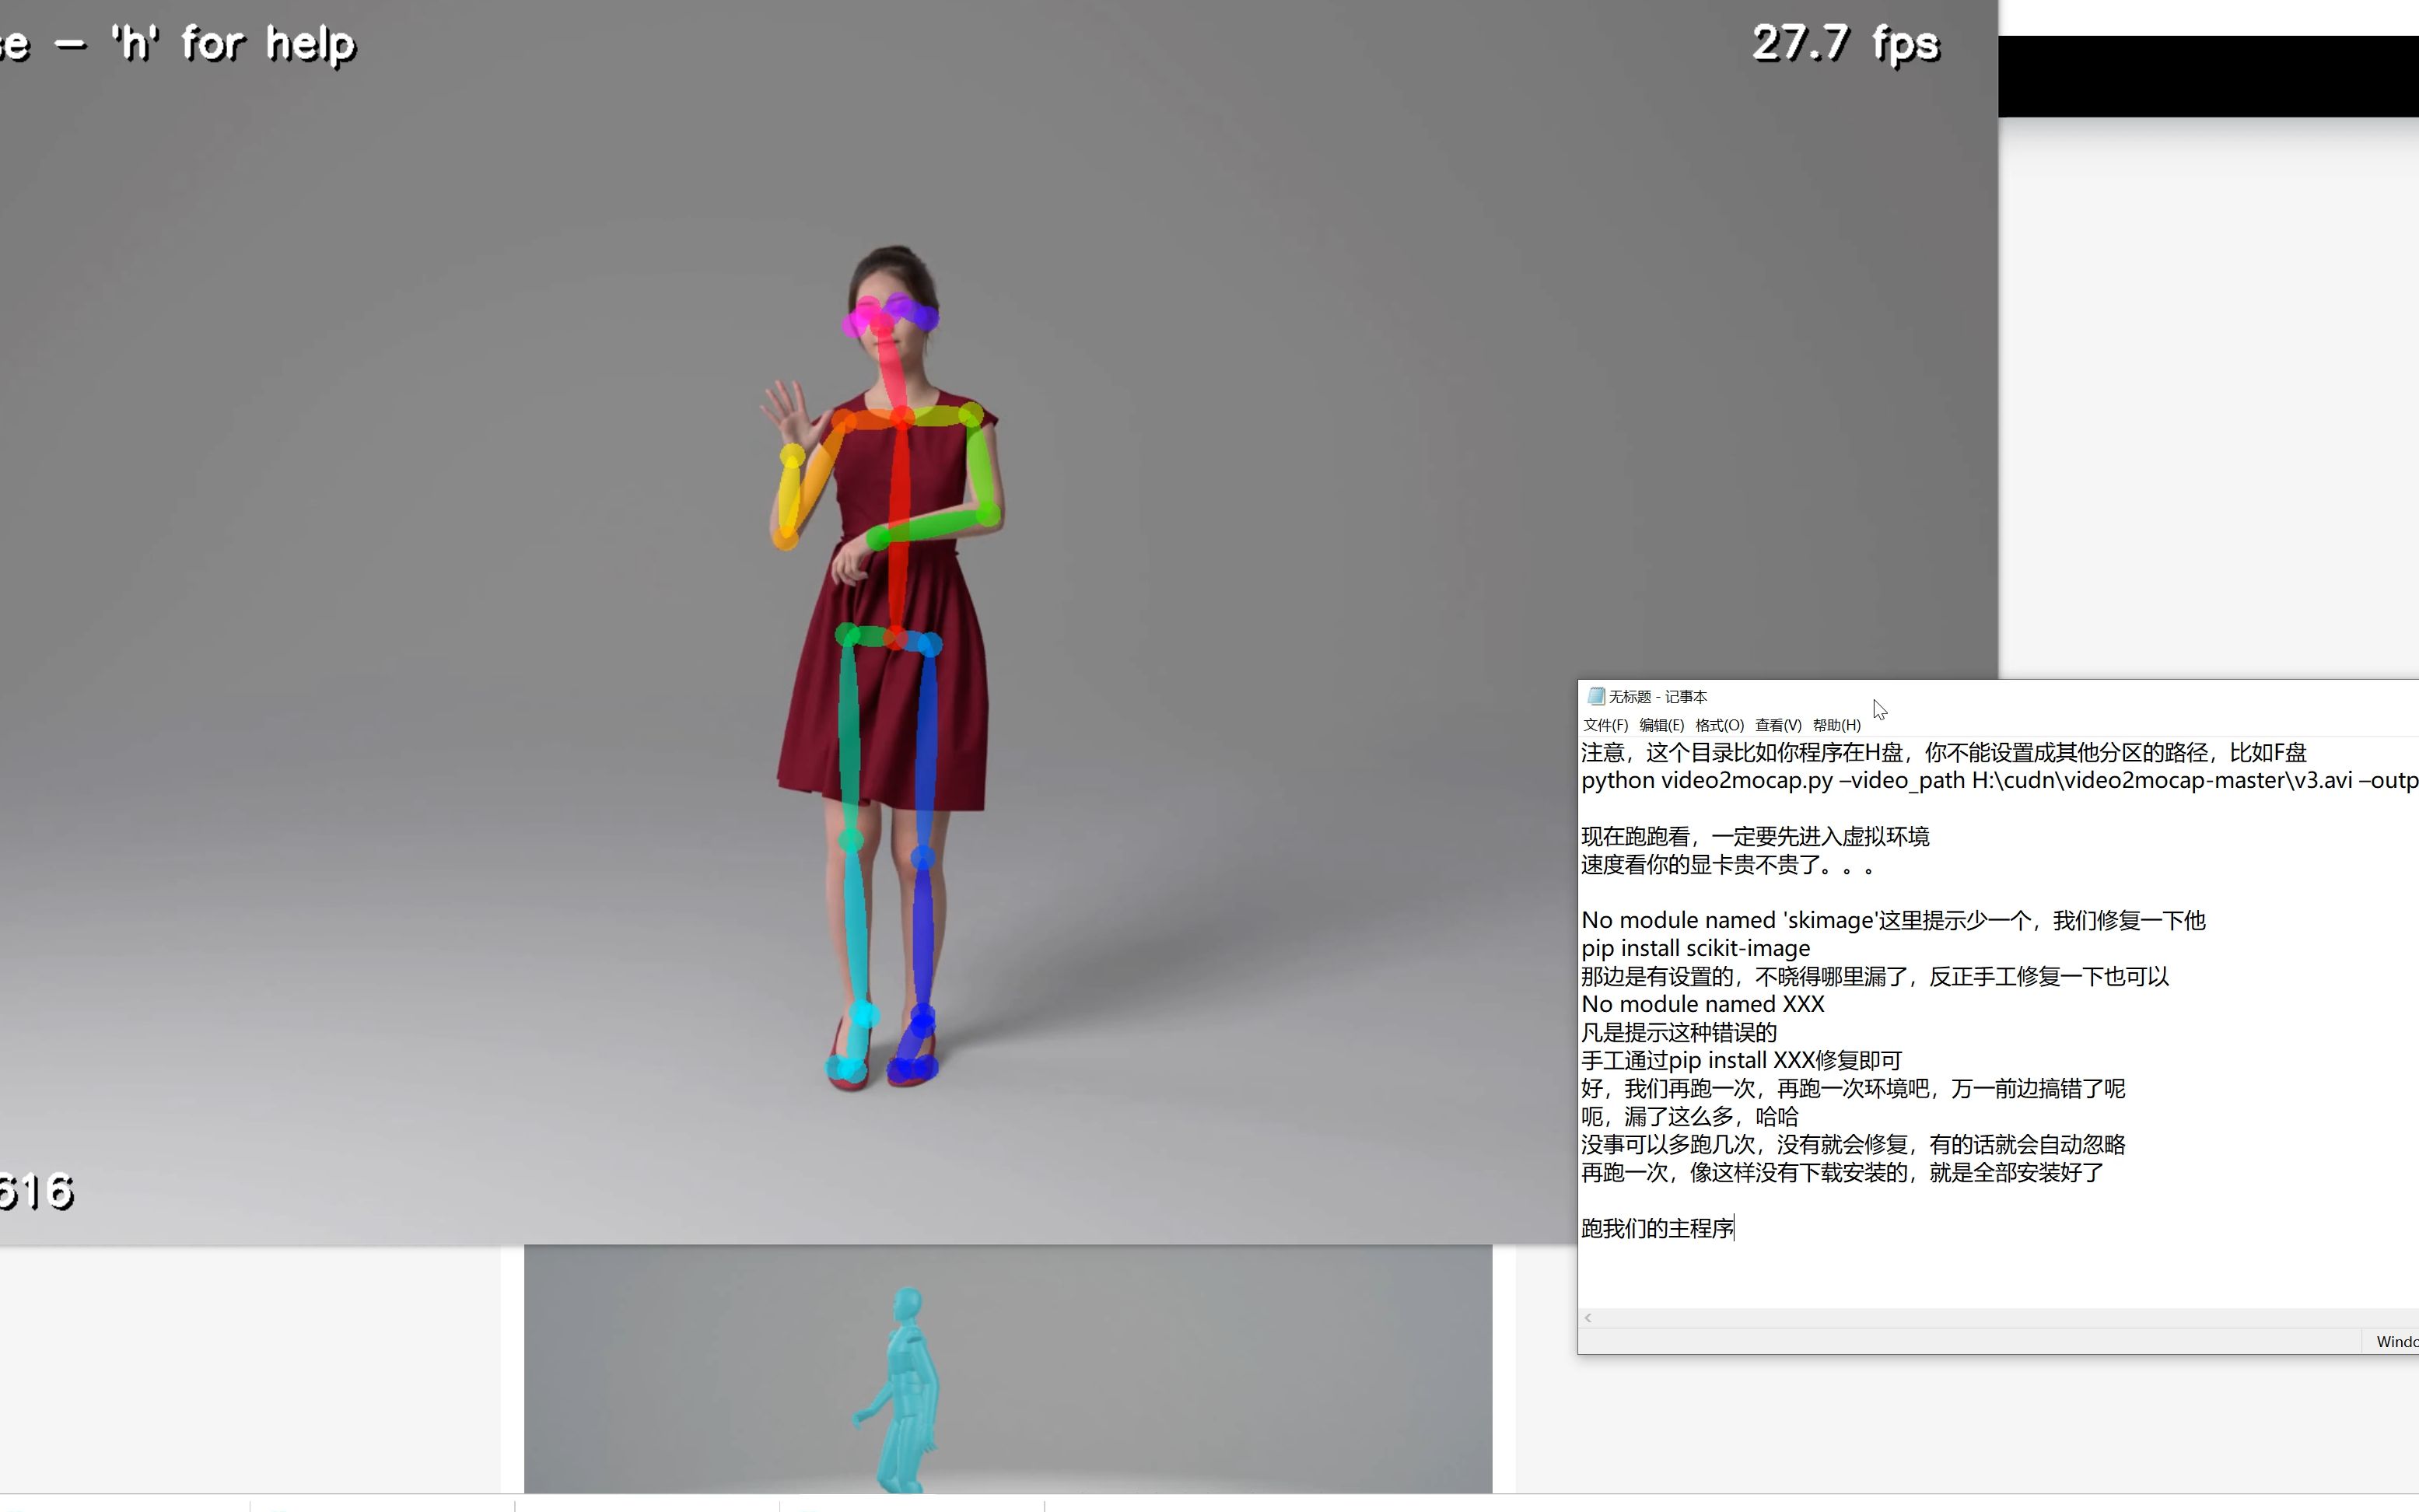 – 'h' for help
27.7 fps
无标题 - 记事本
文件(F) 编辑(E) 格式(O) 查看(V) 帮助(H)
注意，这个目录比如你程序在H盘，你不能设置成其他分区的路径，比如F盘
python video2mocap.py –video_path H:\cudn\video2mocap-master\v3.avi –outp
现在跑跑看，一定要先进入虚拟环境
速度看你的显卡贵不贵了。。。
No module named 'skimage'这里提示少一个，我们修复一下他
pip install scikit-image
那边是有设置的，不晓得哪里漏了，反正手工修复一下也可以
No module named XXX
凡是提示这种错误的
手工通过pip install XXX修复即可
好，我们再跑一次，再跑一次环境吧，万一前边搞错了呢
呃，漏了这么多，哈哈
没事可以多跑几次，没有就会修复，有的话就会自动忽略
再跑一次，像这样没有下载安装的，就是全部安装好了
跑我们的主程序
616
Windo